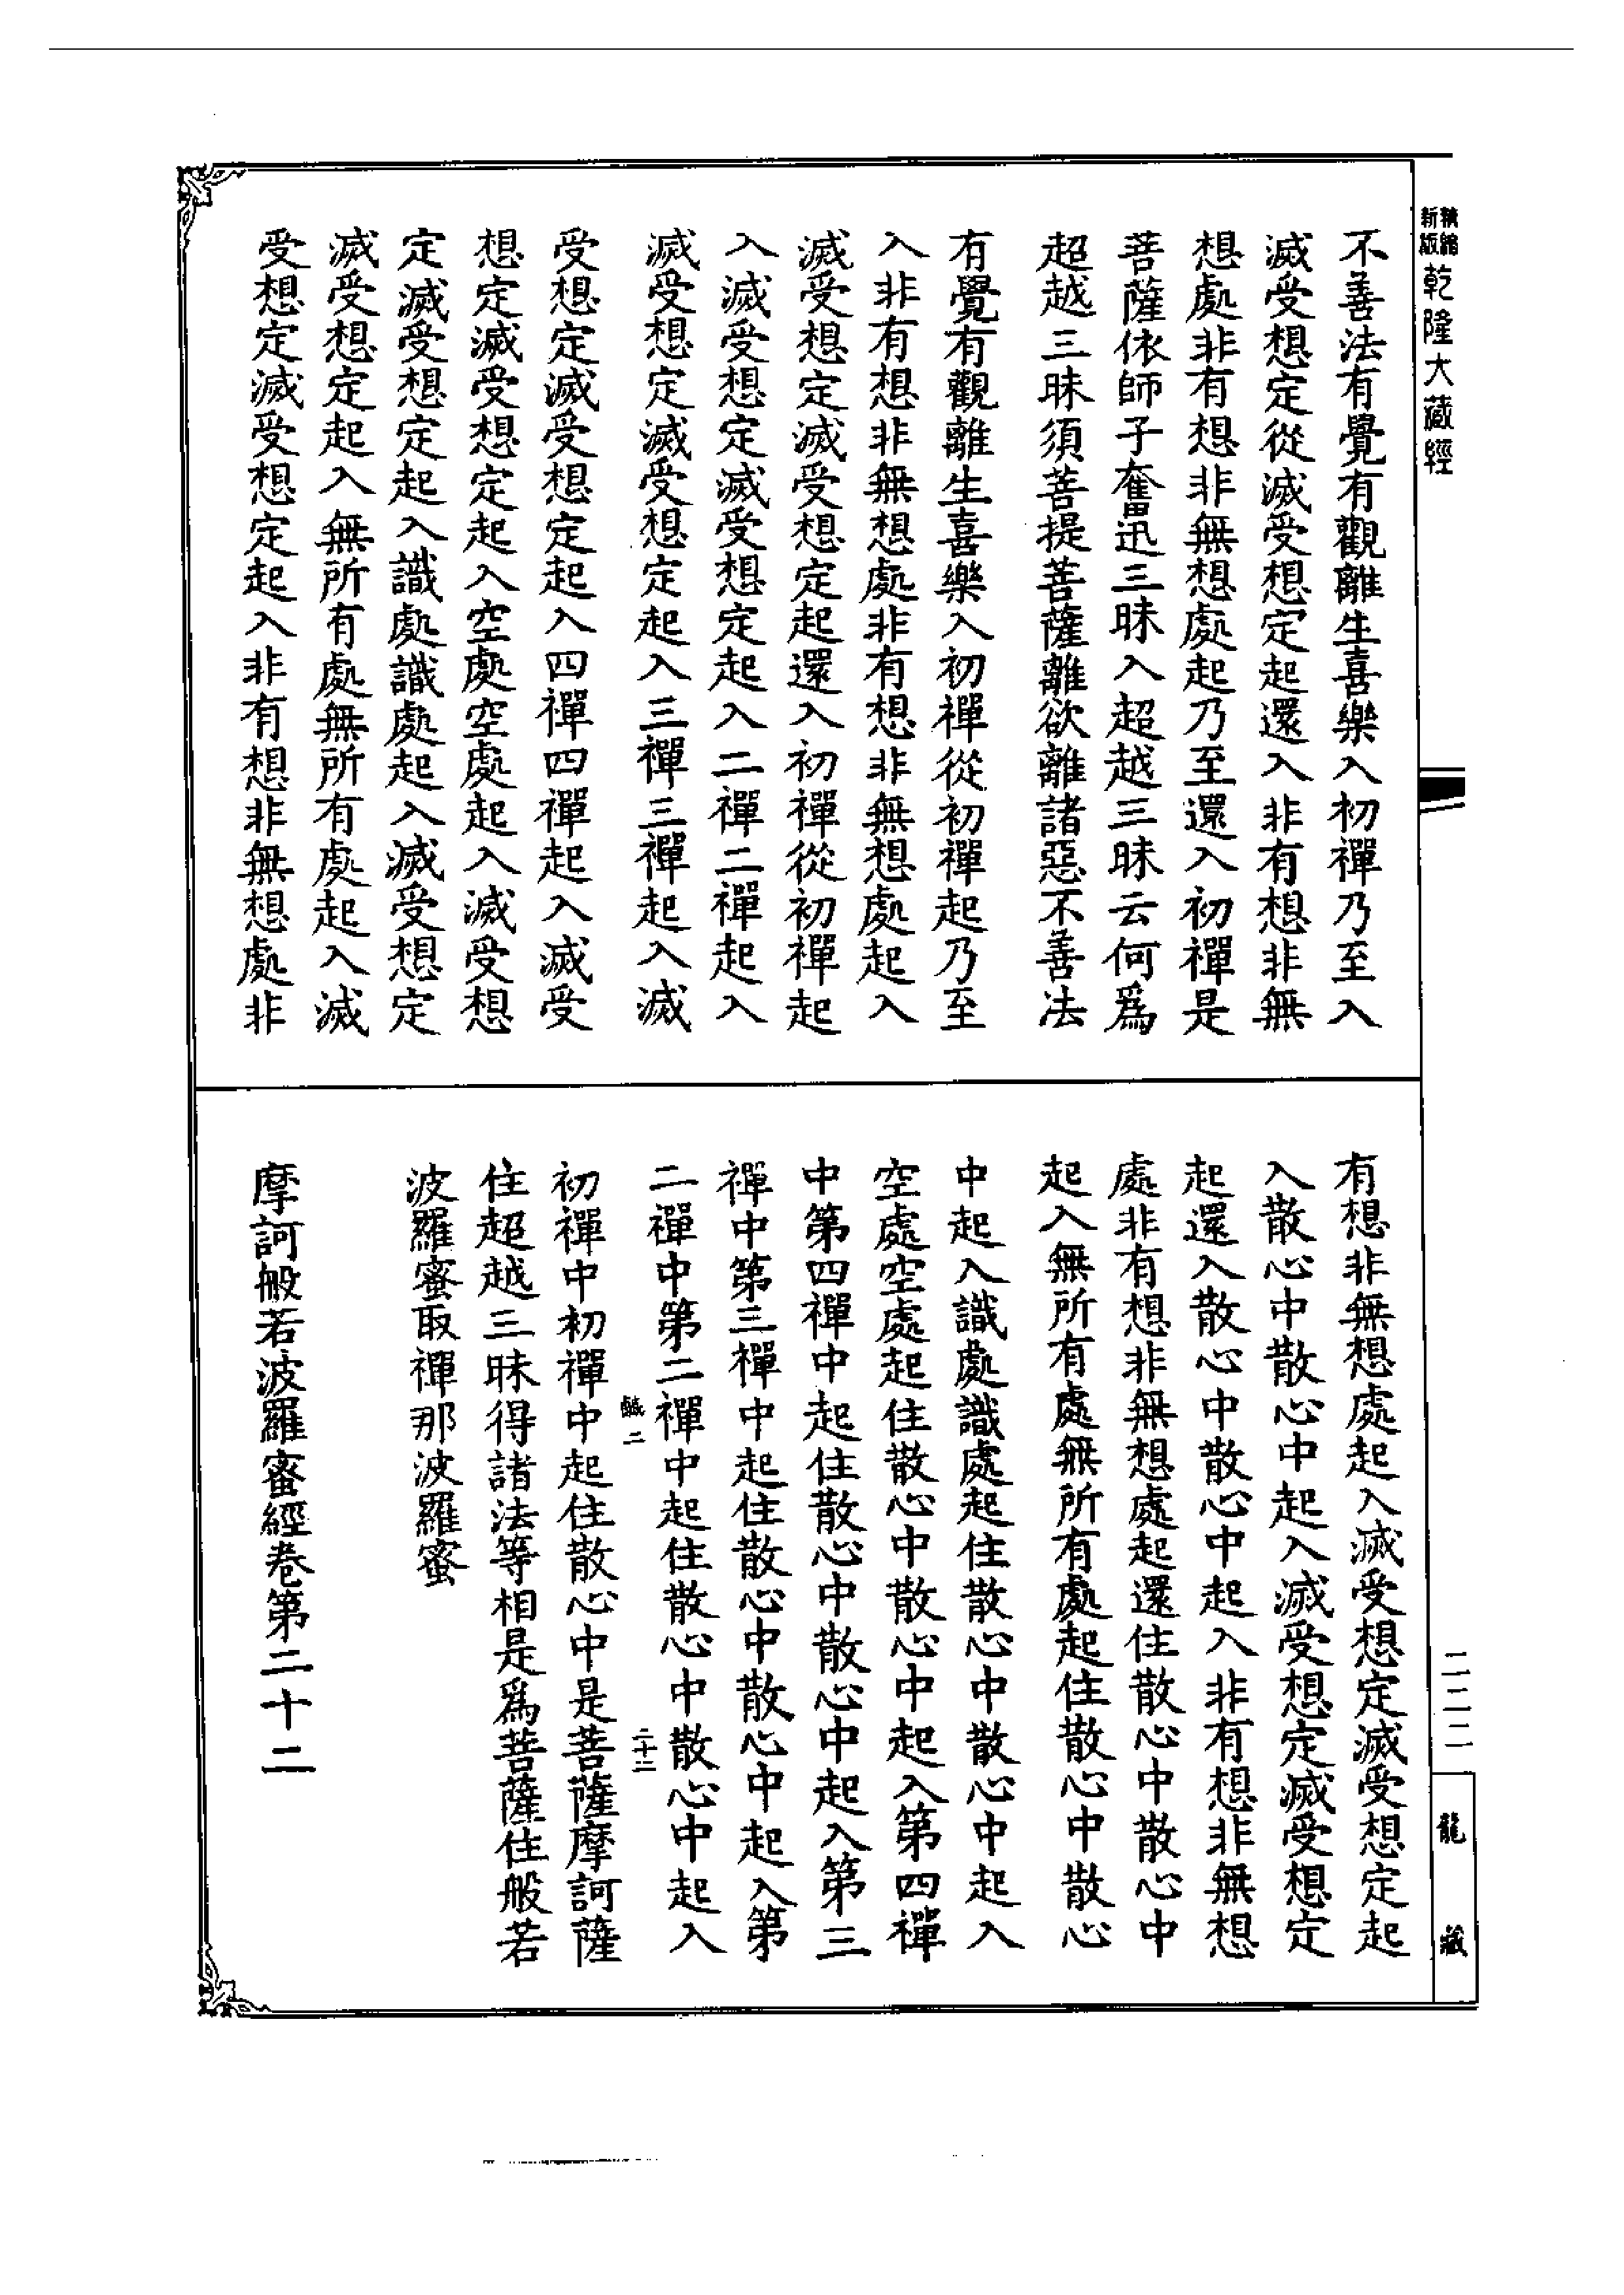 新版
精縮
乾隆大藏經
不善法有覺有觀離生喜樂入初禪乃至入
滅受想定從滅受想定起還入非有想非無
想處非有想非無想處起乃至還入初禪是
菩薩依師子奮迅三昧入超越三昧云何爲
超越三昧須菩提菩薩離欲離諸惡不善法
有覺有觀離生喜樂入初禪從初禪起乃至
入非有想非無想處非有想非無想處起入
滅受想定滅受想定起還入初禪從初禪起
入滅受想定滅受想定起入二禪二禪起入
滅受想定滅受想定起入三禪三禪起入滅
受想定滅受想定起入四禪四禪起入滅受
想定滅受想定起入空處空處起入滅受想
定滅受想定起入識處識處起入滅受想定
滅受想定起入無所有處無所有處起入滅
受想定滅受想定起入非有想非無想處非
有想非無想處起入滅受想定滅受想定起
入散心中散心中起入滅受想定滅受想定
起還入散心中散心中起入非有想非無想
處非有想非無想處起還住散心中散心中
起入無所有處無所有處起住散心中散心
中起入識處識處起住散心中散心中起入
空處空處起住散心中散心中起入第四禪
中第四禪中起住散心中散心中起入第三
禪中第三禪中起住散心中散心中起入第
二禪中第二禪中起住散心中散心中起入
鹹二
二十三
初禪中初禪中起住散心中是菩薩摩訶薩
住超越三昧得諸法等相是爲菩薩住般若
波羅蜜取禪那波羅蜜
摩訶般若波羅蜜經卷第二十二
二二二
龍藏